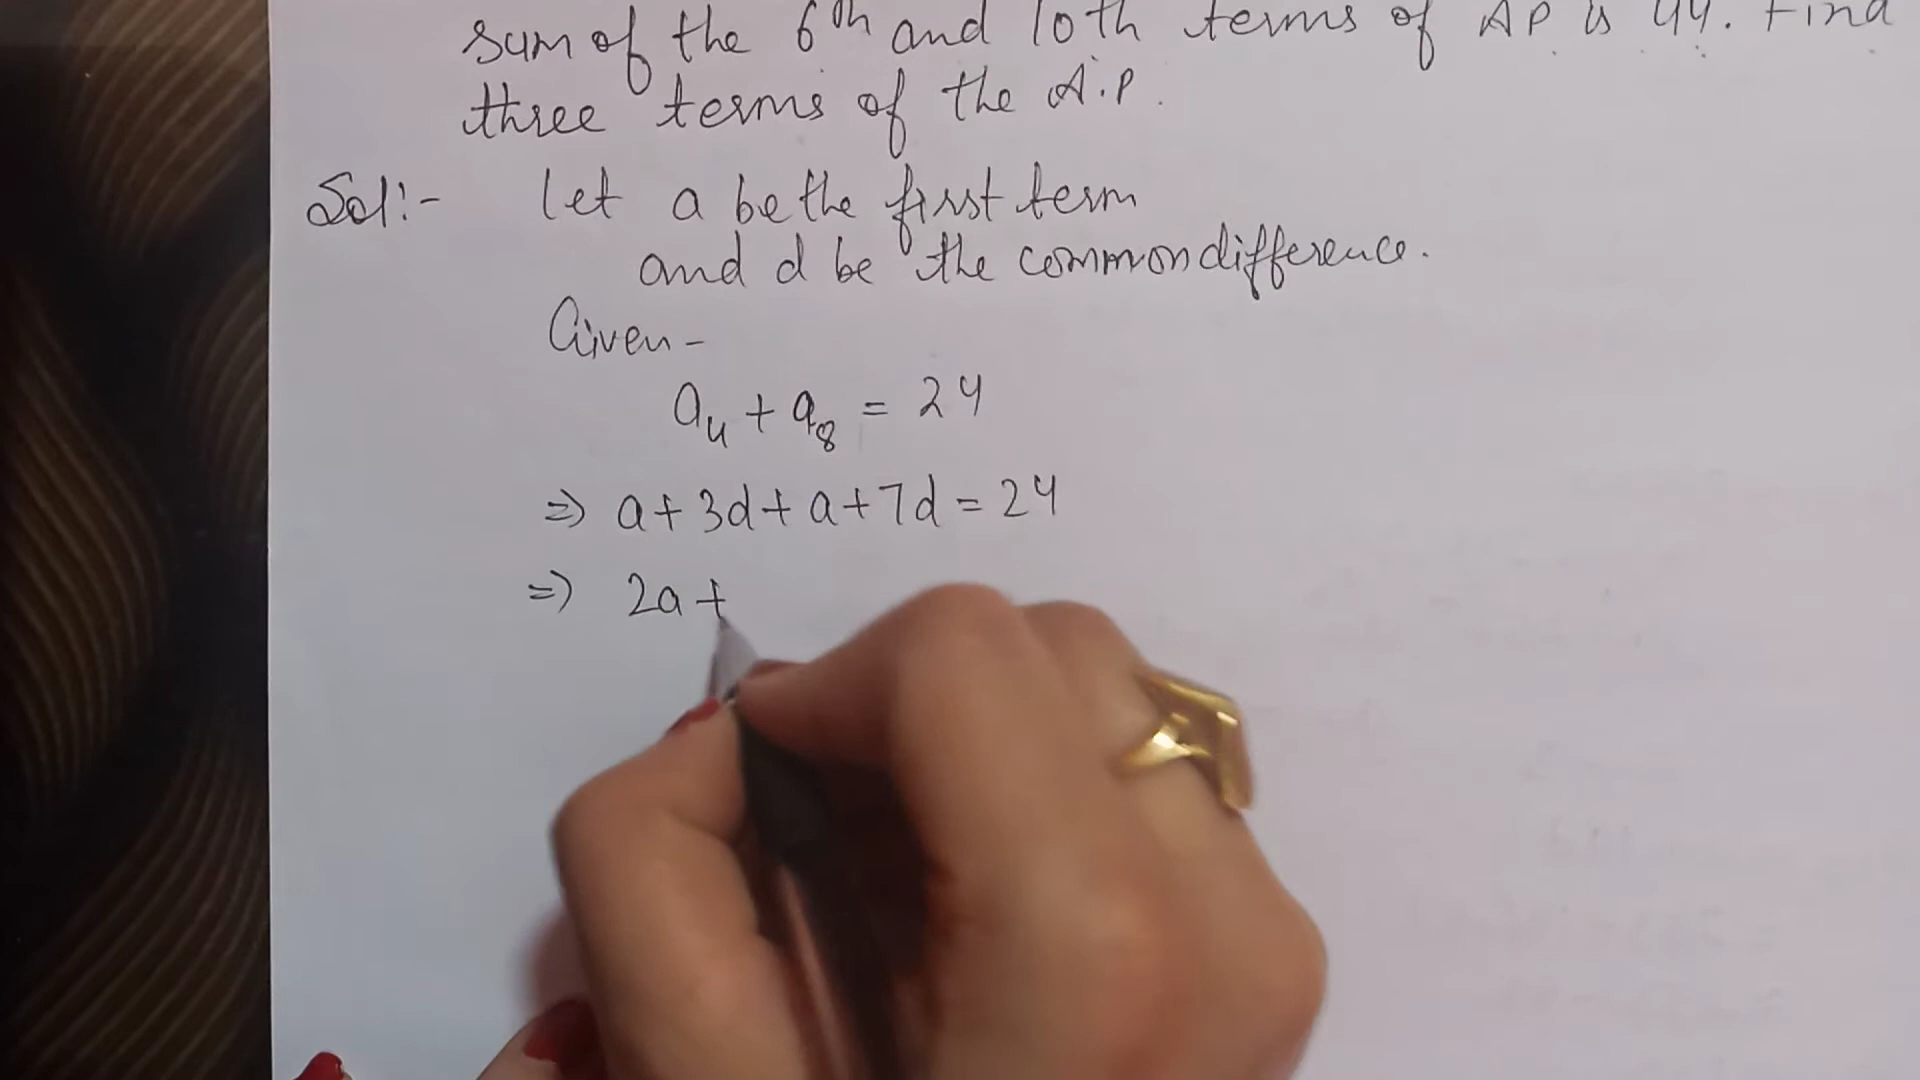 sum of the 6th and 10th terms of AP is 44. Find
three terms of the A.P.
Sol:- let a be the first term
and d be the common difference.
Given -
a₄ + a₈ = 24
=> a + 3d + a + 7d = 24
=> 2a +